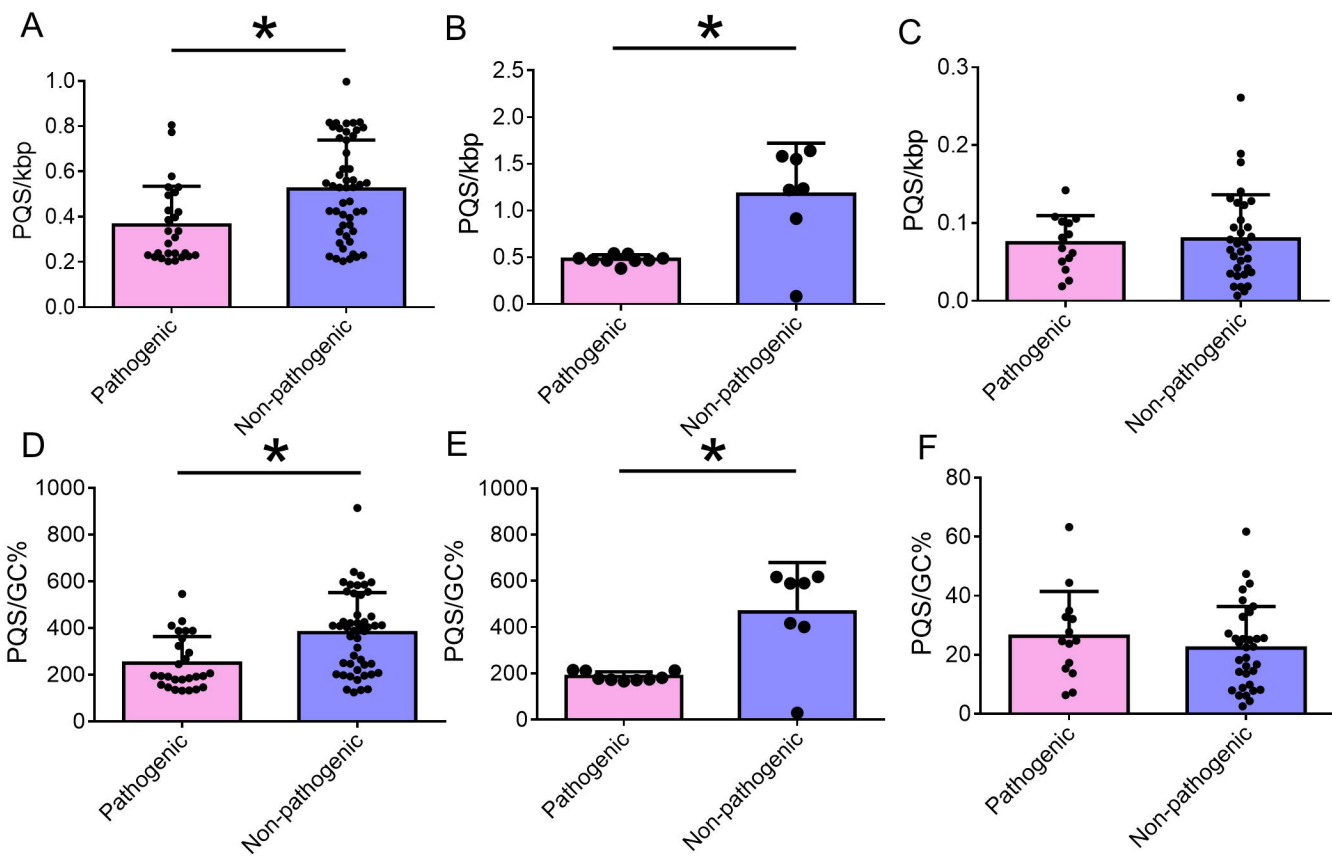 A
*
PQS/kbp
1.0
0.8
0.6
0.4
0.2
0.0
Pathogenic
Non-pathogenic
B
*
PQS/kbp
2.5
2.0
1.5
1.0
0.5
0.0
Pathogenic
Non-pathogenic
C
PQS/kbp
0.3
0.2
0.1
0.0
Pathogenic
Non-pathogenic
D
*
PQS/GC%
1000
800
600
400
200
0
Pathogenic
Non-pathogenic
E
*
PQS/GC%
1000
800
600
400
200
0
Pathogenic
Non-pathogenic
F
PQS/GC%
80
60
40
20
0
Pathogenic
Non-pathogenic